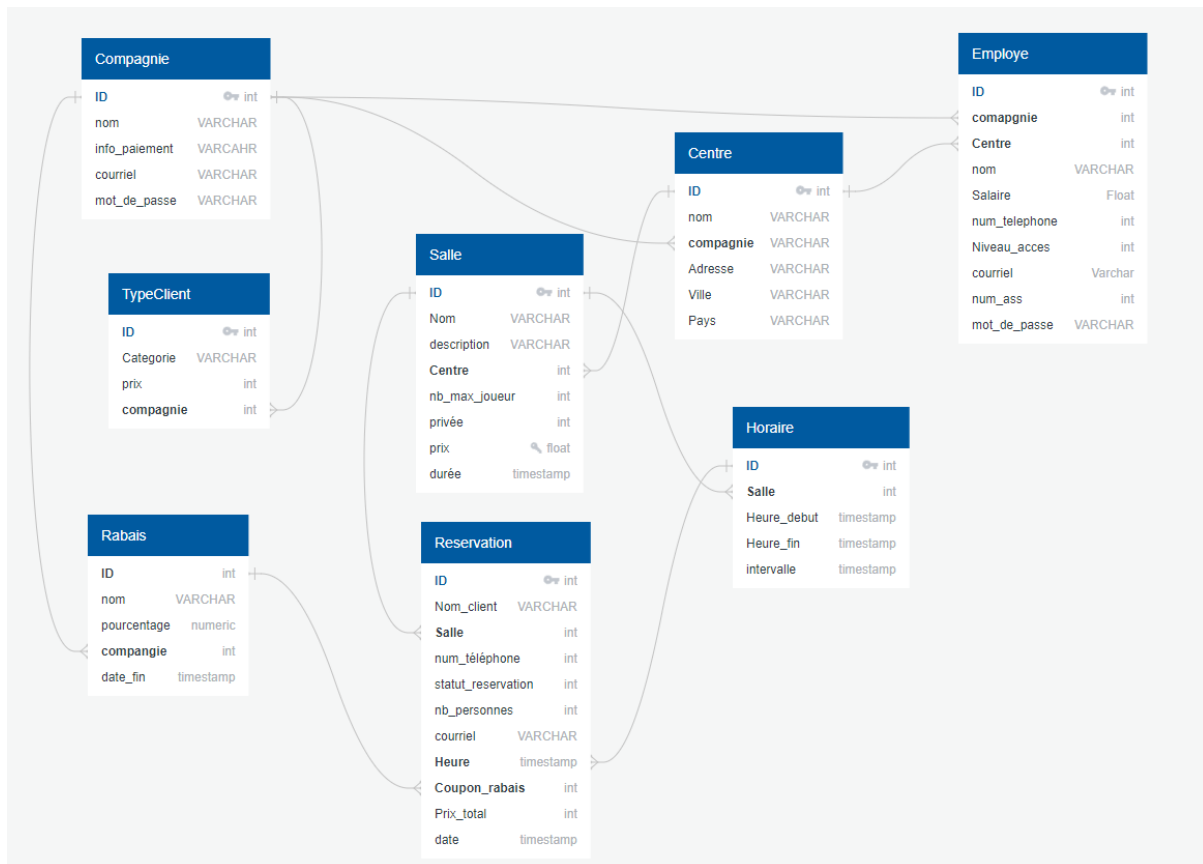 Compagnie
ID int
nom VARCHAR
info_paiement VARCAHR
courriel VARCHAR
mot_de_passe VARCHAR
Employe
ID int
comapgnie int
Centre int
nom VARCHAR
Salaire Float
num_telephone int
Niveau_acces int
courriel Varchar
num_ass int
mot_de_passe VARCHAR
Centre
ID int
nom VARCHAR
compagnie VARCHAR
Adresse VARCHAR
Ville VARCHAR
Pays VARCHAR
Salle
ID int
Nom VARCHAR
description VARCHAR
Centre int
nb_max_joueur int
privée int
prix float
durée timestamp
TypeClient
ID int
Categorie VARCHAR
prix int
compagnie int
Horaire
ID int
Salle int
Heure_debut timestamp
Heure_fin timestamp
intervalle timestamp
Rabais
ID int
nom VARCHAR
pourcentage numeric
compangie int
date_fin timestamp
Reservation
ID int
Nom_client VARCHAR
Salle int
num_téléphone int
statut_reservation int
nb_personnes int
courriel VARCHAR
Heure timestamp
Coupon_rabais int
Prix_total int
date timestamp